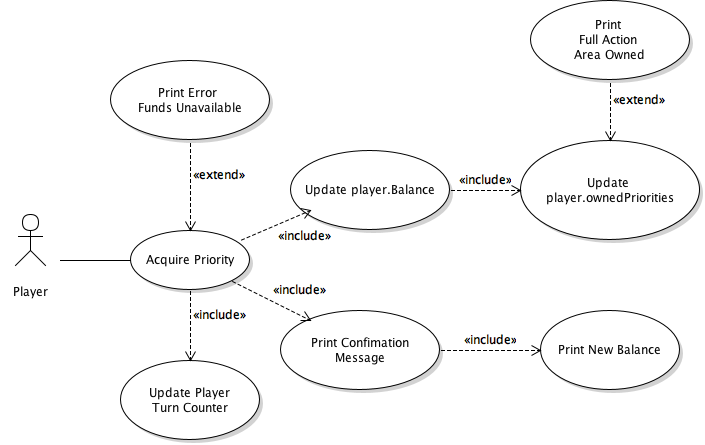 Print
Full Action
Area Owned
Print Error
Funds Unavailable
«extend»
«extend»
Update player.Balance
«include»
Update
player.ownedPriorities
«include»
Acquire Priority
Player
«include»
«include»
Print Confimation
Message
«include»
Print New Balance
Update Player
Turn Counter